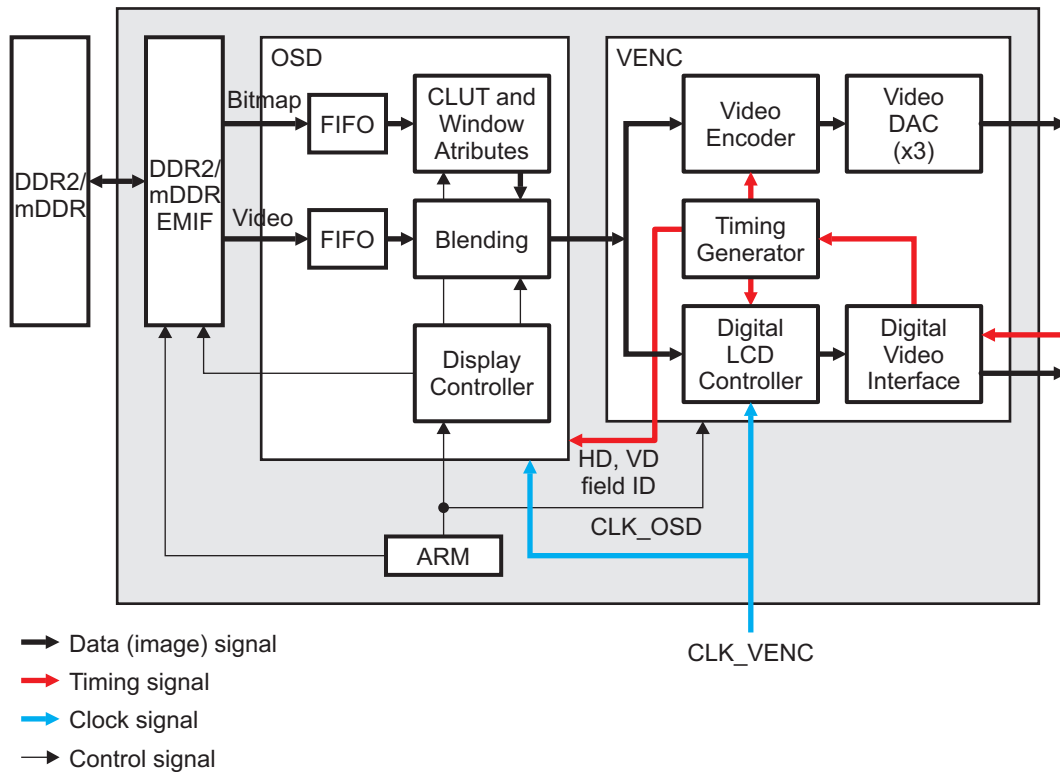 OSD
VENC
Bitmap
FIFO
CLUT and
Window
Atributes
Video
Encoder
Video
DAC
(x3)
DDR2/
mDDR
DDR2/
mDDR
EMIF
Video
FIFO
Blending
Timing
Generator
Display
Controller
Digital
LCD
Controller
Digital
Video
Interface
HD, VD
field ID
CLK_OSD
ARM
CLK_VENC
Data (image) signal
Timing signal
Clock signal
Control signal